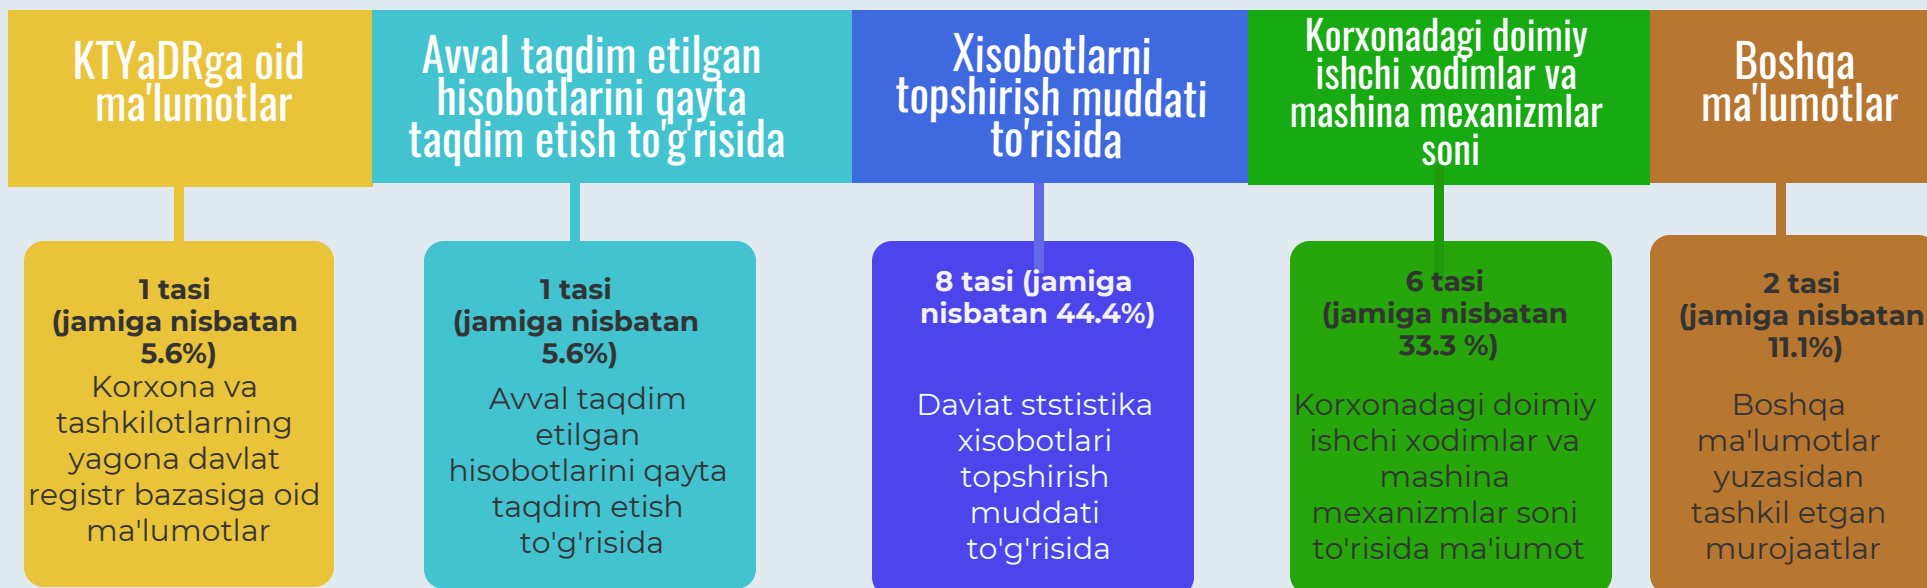 KTYaDRga oid
ma'lumotlar
Avval taqdim etilgan
hisobotlarini qayta
taqdim etish to'g'risida
Xisobotlarni
topshirish muddati
to'risida
Korxonadagi doimiy
ishchi xodimlar va
mashina mexanizmlar
soni
Boshqa
ma'lumotlar
1 tasi
(jamiga nisbatan
5.6%)
Korxona va
tashkilotlarning
yagona davlat
registr bazasiga oid
ma'lumotlar
1 tasi
(jamiga nisbatan
5.6%)
Avval taqdim
etilgan
hisobotlarini qayta
taqdim etish
to'g'risida
8 tasi (jamiga
nisbatan 44.4%)
Daviat ststistika
xisobotlari
topshirish
muddati
to'g'risida
6 tasi
(jamiga nisbatan
33.3 %)
Korxonadagi doimiy
ishchi xodimlar va
mashina
mexanizmlar soni
to'risida ma'iumot
2 tasi
(jamiga nisbatan
11.1%)
Boshqa
ma'lumotlar
yuzasidan
tashkil etgan
murojaatlar